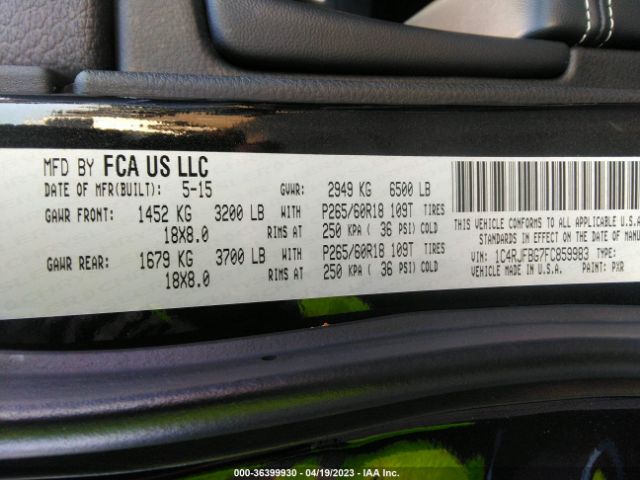 MFD BY FCA US LLC
DATE OF MFR(BUILT): 5-15 GVWR: 2949 KG 6500 LB
GAWR FRONT: 1452 KG 3200 LB WITH P265/60R18 109T TIRES
18X8.0 RIMS AT 250 KPA ( 36 PSI) COLD
GAWR REAR: 1679 KG 3700 LB WITH P265/60R18 109T TIRES
18X8.0 RIMS AT 250 KPA ( 36 PSI) COLD
THIS VEHICLE CONFORMS TO ALL APPLICABLE U.S.A.
STANDARDS IN EFFECT ON THE DATE OF MANU
VIN: 1C4RJFBG7FC859983 TYPE:
VEHICLE MADE IN U.S.A. PAINT: PXR
000-36399930 - 04/19/2023 - IAA Inc.